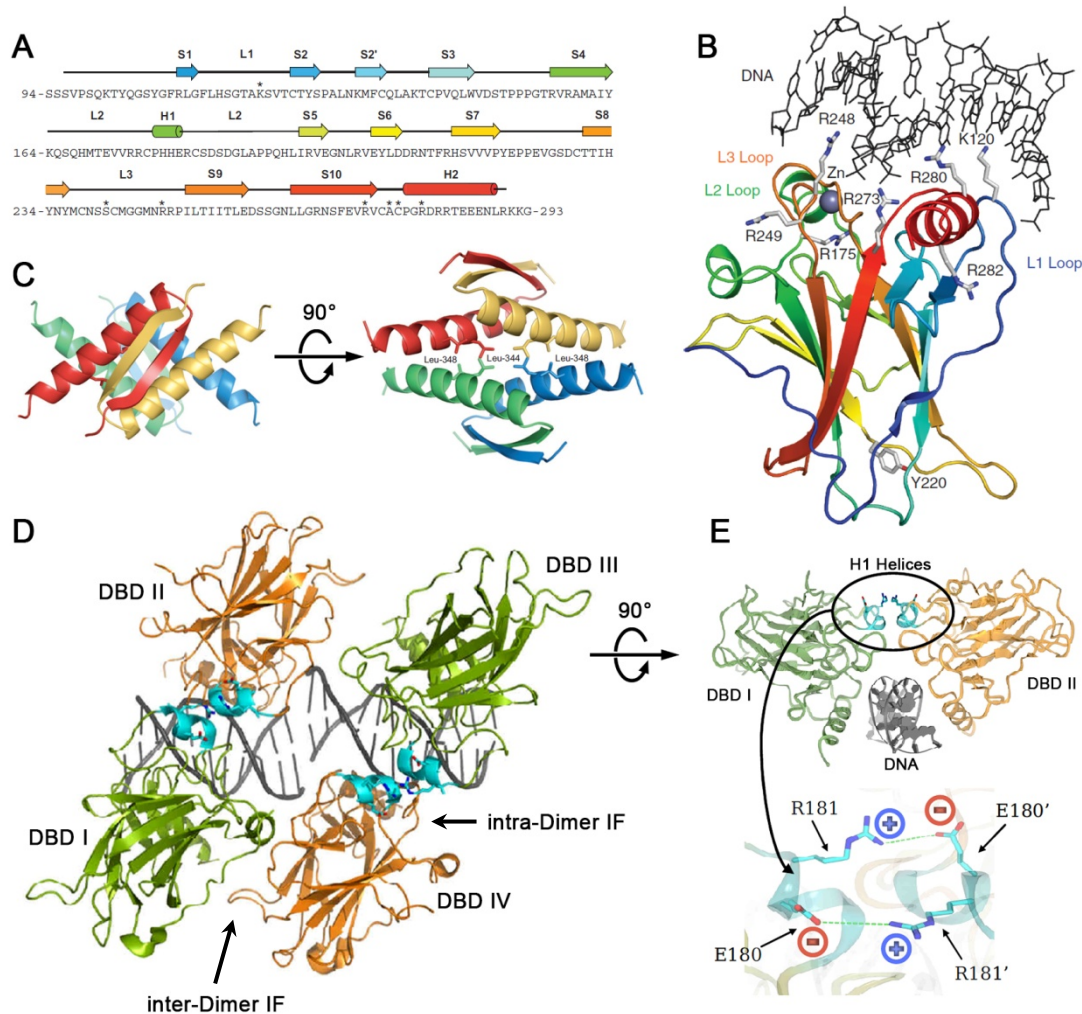 A
S1 L1 S2 S2' S3 S4
*
94-SSSVPSQKTYQGSYGFRLGFLHSGTAKSVTCTYSPALNKMFCQLAKTCPVQLWVDSTPPPGTRVRAMAIY
L2 H1 L2 S5 S6 S7 S8
164-KQSQHMTEVVRRCPHHERCSDSDGLAPPQHLIRVEGNLRVEYLDDRNTFRHSVVVPYEPPEVGSDCTTIH
L3 S9 S10 H2
* * * * * *
234-YNYMCNSSCMGGMNRRPILTIITLEDSSGNLLGRNSFEVRVCACPGRDRRTEEENLRKKG-293
B
DNA
R248
K120
L3 Loop
Zn
R280
L2 Loop
R273
R249
R175
L1 Loop
R282
Y220
C
90°
Leu-348 Leu-344 Leu-348
D
DBD II
DBD III
DBD I
intra-Dimer IF
DBD IV
inter-Dimer IF
90°
E
H1 Helices
DBD I
DBD II
DNA
R181
+
-
E180'
E180
-
+
R181'